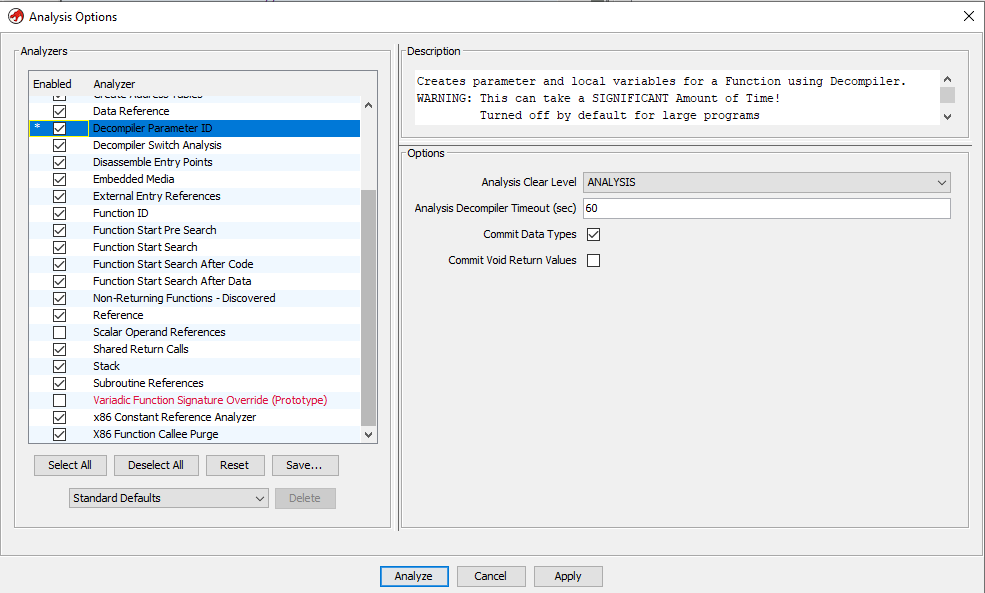 Analysis Options
Analyzers
Enabled Analyzer
Create Address Tables
Data Reference
* Decompiler Parameter ID
Decompiler Switch Analysis
Disassemble Entry Points
Embedded Media
External Entry References
Function ID
Function Start Pre Search
Function Start Search
Function Start Search After Code
Function Start Search After Data
Non-Returning Functions - Discovered
Reference
Scalar Operand References
Shared Return Calls
Stack
Subroutine References
Variadic Function Signature Override (Prototype)
x86 Constant Reference Analyzer
X86 Function Callee Purge
Select All Deselect All Reset Save...
Standard Defaults Delete
Description
Creates parameter and local variables for a Function using Decompiler.
WARNING: This can take a SIGNIFICANT Amount of Time!
Turned off by default for large programs
Options
Analysis Clear Level ANALYSIS
Analysis Decompiler Timeout (sec) 60
Commit Data Types
Commit Void Return Values
Analyze Cancel Apply